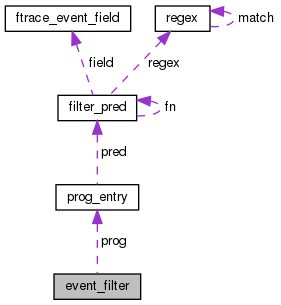 ftrace_event_field
regex
match
field
regex
filter_pred
fn
pred
prog_entry
prog
event_filter